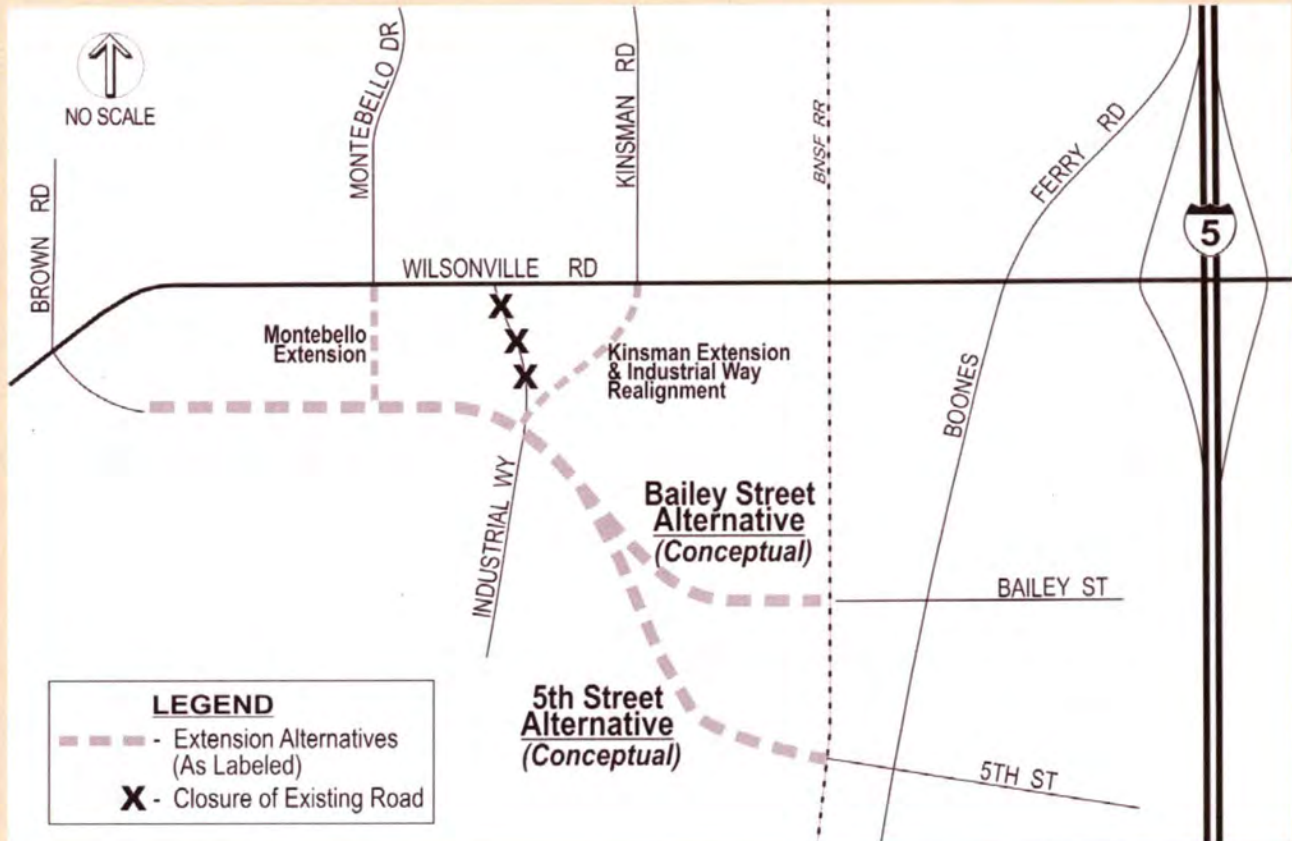 NO SCALE
BROWN RD
MONTEBELLO DR
KINSMAN RD
BNSF RR
FERRY RD
5
WILSONVILLE RD
Montebello
Extension
X
X
X
Kinsman Extension
& Industrial Way
Realignment
BOONES
INDUSTRIAL WY
Bailey Street
Alternative
(Conceptual)
BAILEY ST
5th Street
Alternative
(Conceptual)
5TH ST
LEGEND
- Extension Alternatives
(As Labeled)
X - Closure of Existing Road